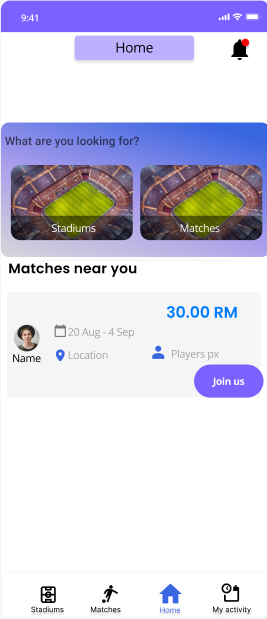 9:41
Home
What are you looking for?
Stadiums
Matches
Matches near you
30.00 RM
20 Aug - 4 Sep
Name
Location
Players px
Join us
Stadiums
Matches
Home
My activity